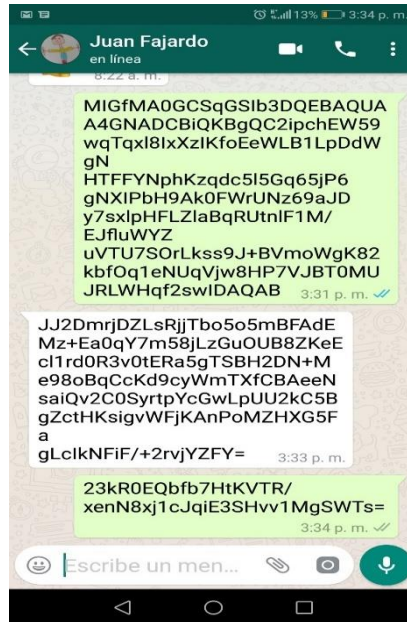 13% 3:34 p. m.
Juan Fajardo
en línea
8:22 a. m.
MIGfMA0GCSqGSIb3DQEBAQUA
A4GNADCBiQKBgQC2ipchEW59
wqTqxl8IxXzIKfoEeWLB1LpDdW
gN
HTFFYNphKzqdc5l5Gq65jP6
gNXIPbH9Ak0FWrUNz69aJD
y7sxlpHFLZlaBqRUtnlF1M/
EJfluWYZ
uVTU7SOrLkss9J+BVmoWgK82
kbfOq1eNUqVjw8HP7VJBT0MU
JRLWHqf2swIDAQAB 3:31 p. m.
JJ2DmrjDZLsRjjTbo5o5mBFAdE
Mz+Ea0qY7m58jLzGuOUB8ZKeE
cl1rd0R3v0tERa5gTSBH2DN+M
e98oBqCcKd9cyWmTXfCBAeeN
saiQv2C0SyrtpYcGwLpUU2kC5B
gZctHKsigvWFjKAnPoMZHXG5F
a
gLcIkNFiF/+2rvjYZFY= 3:33 p. m.
23kR0EQbfb7HtKVTR/
xenN8xj1cJqiE3SHvv1MgSWTs=
3:34 p. m.
Escribe un men...